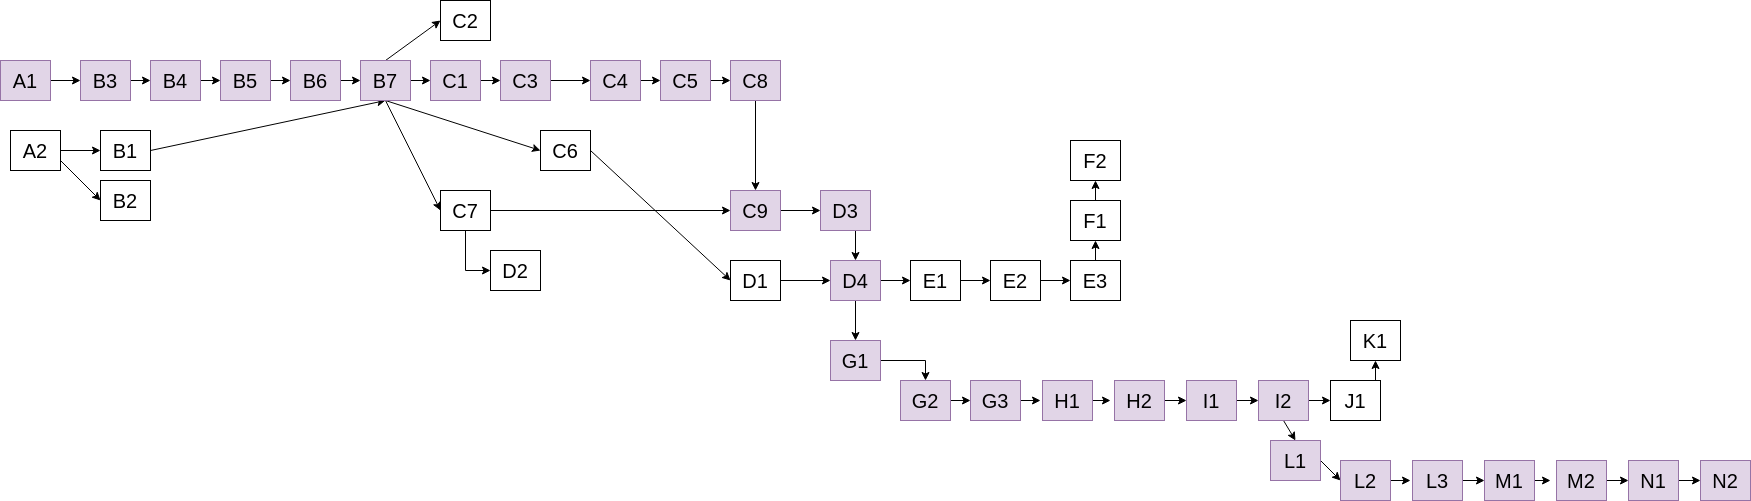 C2
A1 B3 B4 B5 B6 B7 C1 C3 C4 C5 C8
A2 B1 C6 F2
B2
C7 C9 D3 F1
D2 D1 D4 E1 E2 E3
K1
G1
G2 G3 H1 H2 I1 I2 J1
L1
L2 L3 M1 M2 N1 N2